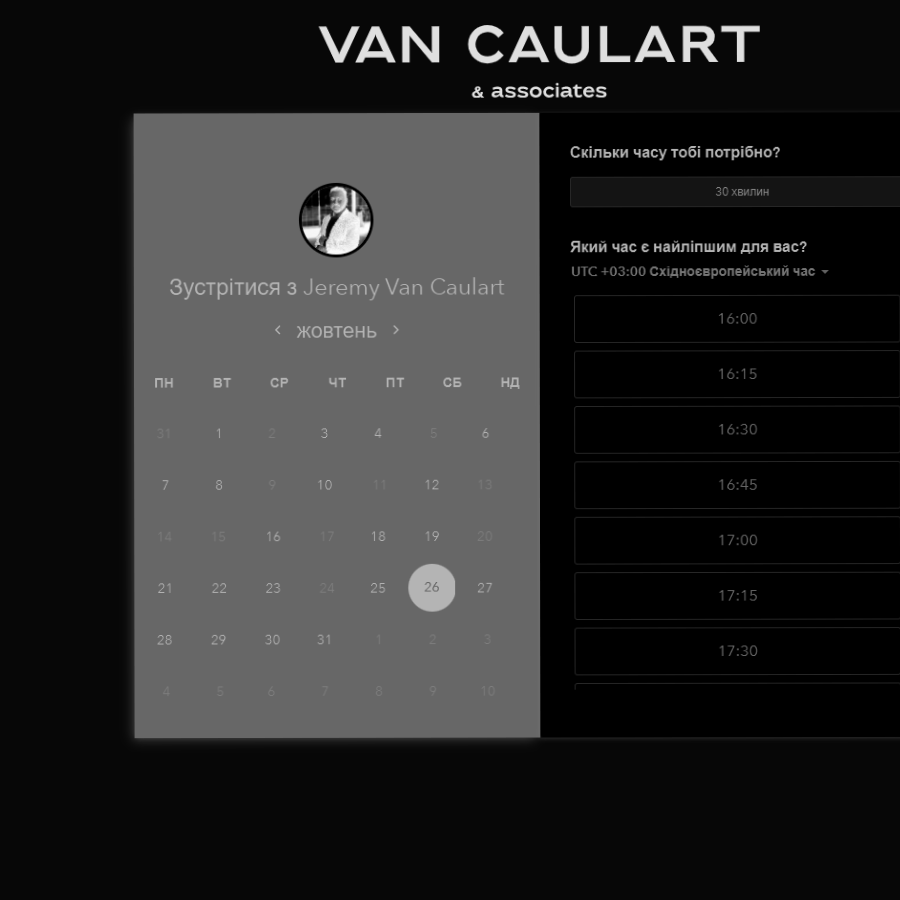 VAN CAULART
& associates
Зустрітися з Jeremy Van Caulart
жовтень
ПН ВТ СР ЧТ ПТ СБ НД
31 1 2 3 4 5 6
7 8 9 10 11 12 13
14 15 16 17 18 19 20
21 22 23 24 25 26 27
28 29 30 31 1 2 3
4 5 6 7 8 9 10
Скільки часу тобі потрібно?
30 хвилин
Який час є найліпшим для вас?
UTC +03:00 Східноєвропейський час
16:00
16:15
16:30
16:45
17:00
17:15
17:30